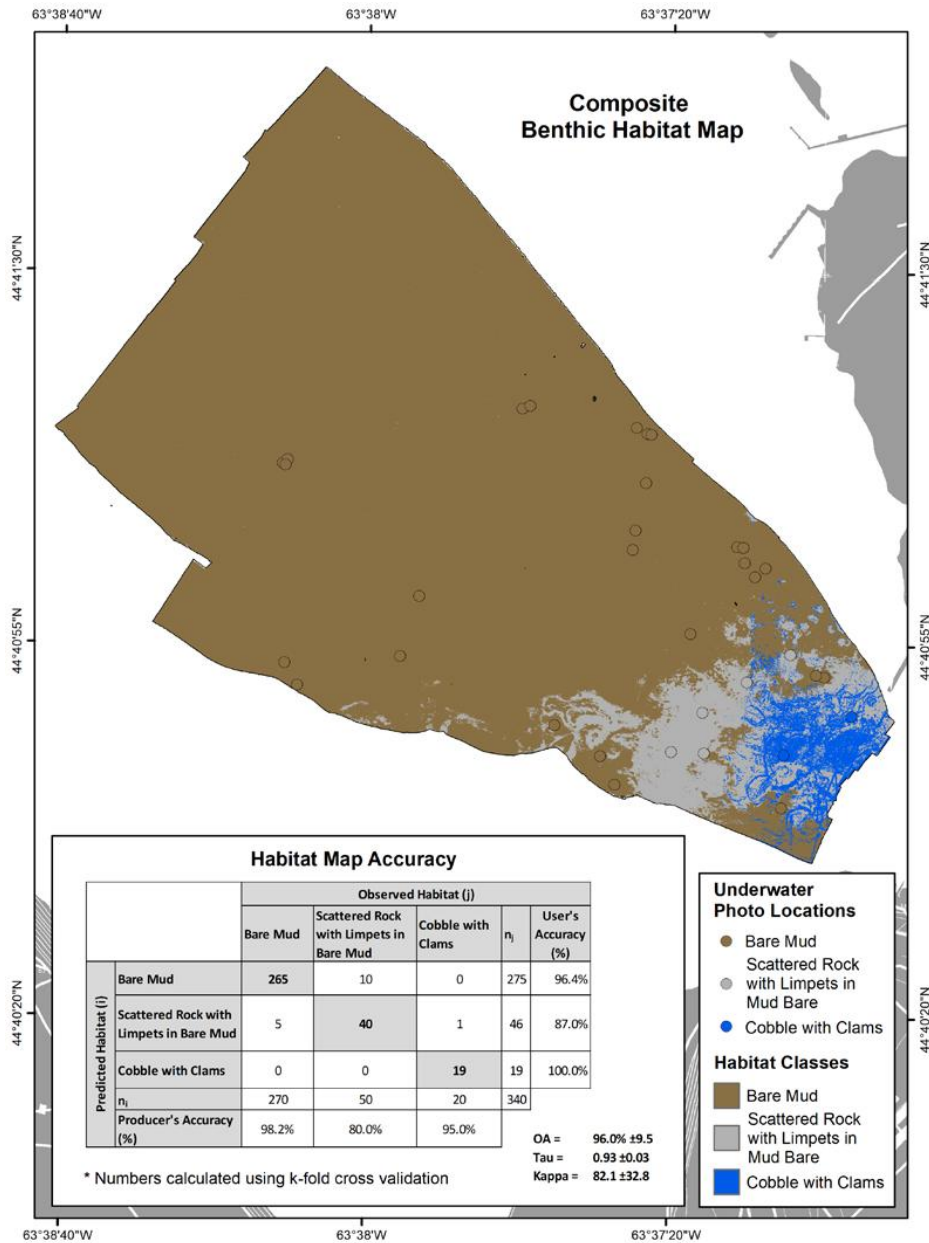 63°38'40"W 63°38'W 63°37'20"W
Composite
Benthic Habitat Map
44°41'30"N
44°41'30"N
44°40'55"N
44°40'55"N
44°40'20"N
44°40'20"N
Habitat Map Accuracy
Observed Habitat (j)
Bare Mud
Scattered Rock
with Limpets in
Bare Mud
Cobble with
Clams
nj
User's
Accuracy
(%)
Predicted Habitat (i)
Bare Mud 265 10 0 275 96.4%
Scattered Rock with
Limpets in Bare Mud
5 40 1 46 87.0%
Cobble with Clams 0 0 19 19 100.0%
ni 270 50 20 340
Producer's Accuracy
(%)
98.2% 80.0% 95.0%
OA = 96.0% ±9.5
Tau = 0.93 ±0.03
Kappa = 82.1 ±32.8
* Numbers calculated using k-fold cross validation
Underwater
Photo Locations
Bare Mud
Scattered Rock
with Limpets in
Mud Bare
Cobble with Clams
Habitat Classes
Bare Mud
Scattered Rock
with Limpets in
Mud Bare
Cobble with Clams
63°38'40"W 63°38'W 63°37'20"W